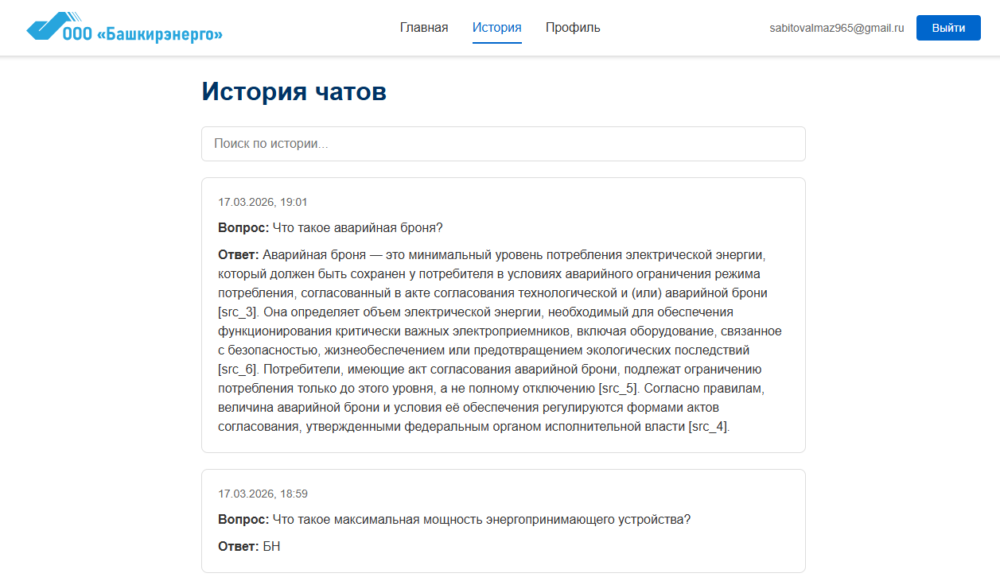 ООО «Башкирэнерго»
Главная История Профиль
sabitovalmaz965@gmail.ru Выйти
История чатов
Поиск по истории...
17.03.2026, 19:01
Вопрос: Что такое аварийная броня?
Ответ: Аварийная броня — это минимальный уровень потребления электрической энергии,
который должен быть сохранен у потребителя в условиях аварийного ограничения режима
потребления, согласованный в акте согласования технологической и (или) аварийной брони
[src_3]. Она определяет объем электрической энергии, необходимый для обеспечения
функционирования критически важных электроприемников, включая оборудование, связанное
с безопасностью, жизнеобеспечением или предотвращением экологических последствий
[src_6]. Потребители, имеющие акт согласования аварийной брони, подлежат ограничению
потребления только до этого уровня, а не полному отключению [src_5]. Согласно правилам,
величина аварийной брони и условия её обеспечения регулируются формами актов
согласования, утвержденными федеральным органом исполнительной власти [src_4].
17.03.2026, 18:59
Вопрос: Что такое максимальная мощность энергопринимающего устройства?
Ответ: БН